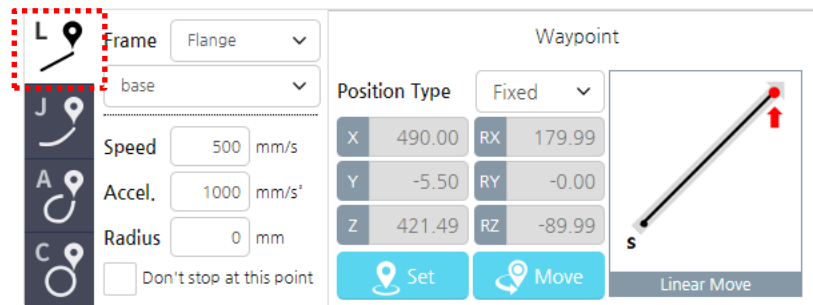 L
J
A
C
Frame Flange
base
Speed 500 mm/s
Accel. 1000 mm/s²
Radius 0 mm
Don't stop at this point
Waypoint
Position Type Fixed
X 490.00 RX 179.99
Y -5.50 RY -0.00
Z 421.49 RZ -89.99
Set Move
S
Linear Move